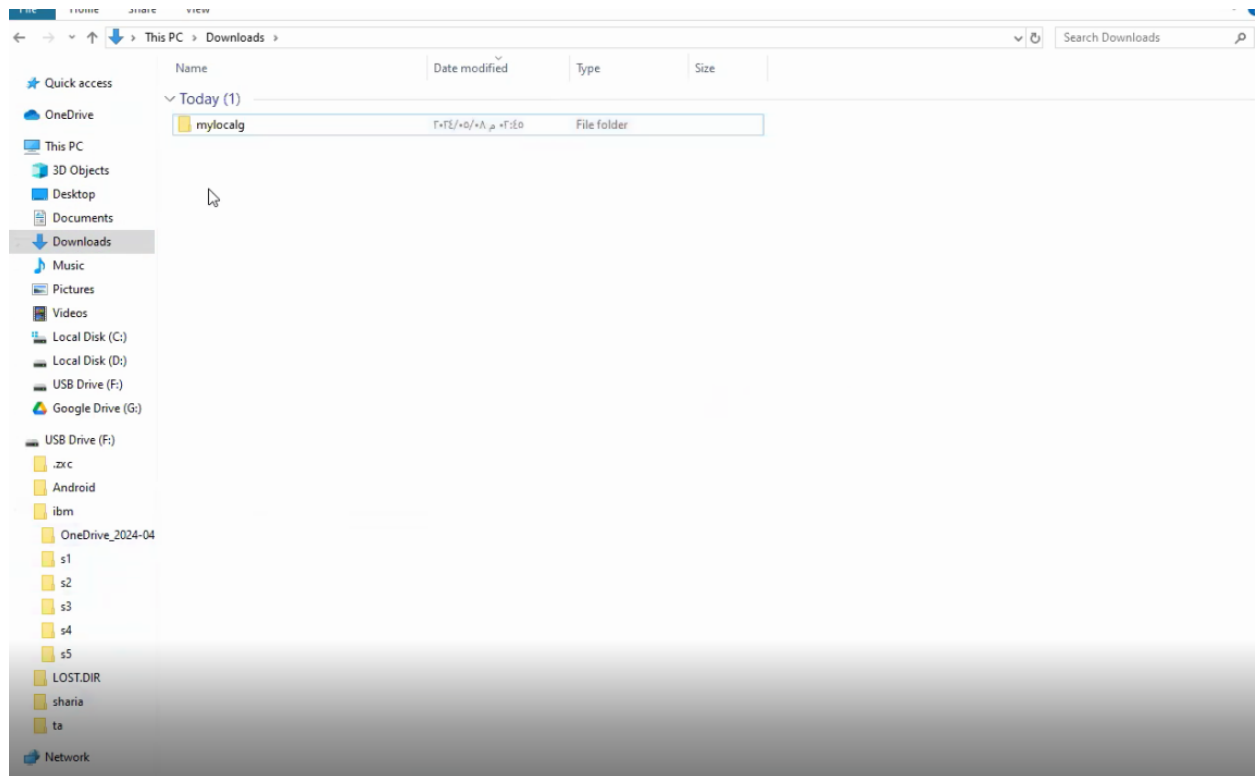 File Home Share View
This PC > Downloads >
Search Downloads
Name Date modified Type Size
Today (1)
mylocalg ٢٠٢٤/٠٥/٠٨ م ٠٢:٤٥ File folder
Quick access
OneDrive
This PC
3D Objects
Desktop
Documents
Downloads
Music
Pictures
Videos
Local Disk (C:)
Local Disk (D:)
USB Drive (F:)
Google Drive (G:)
USB Drive (F:)
.zxc
Android
ibm
OneDrive_2024-04
s1
s2
s3
s4
s5
LOST.DIR
sharia
ta
Network